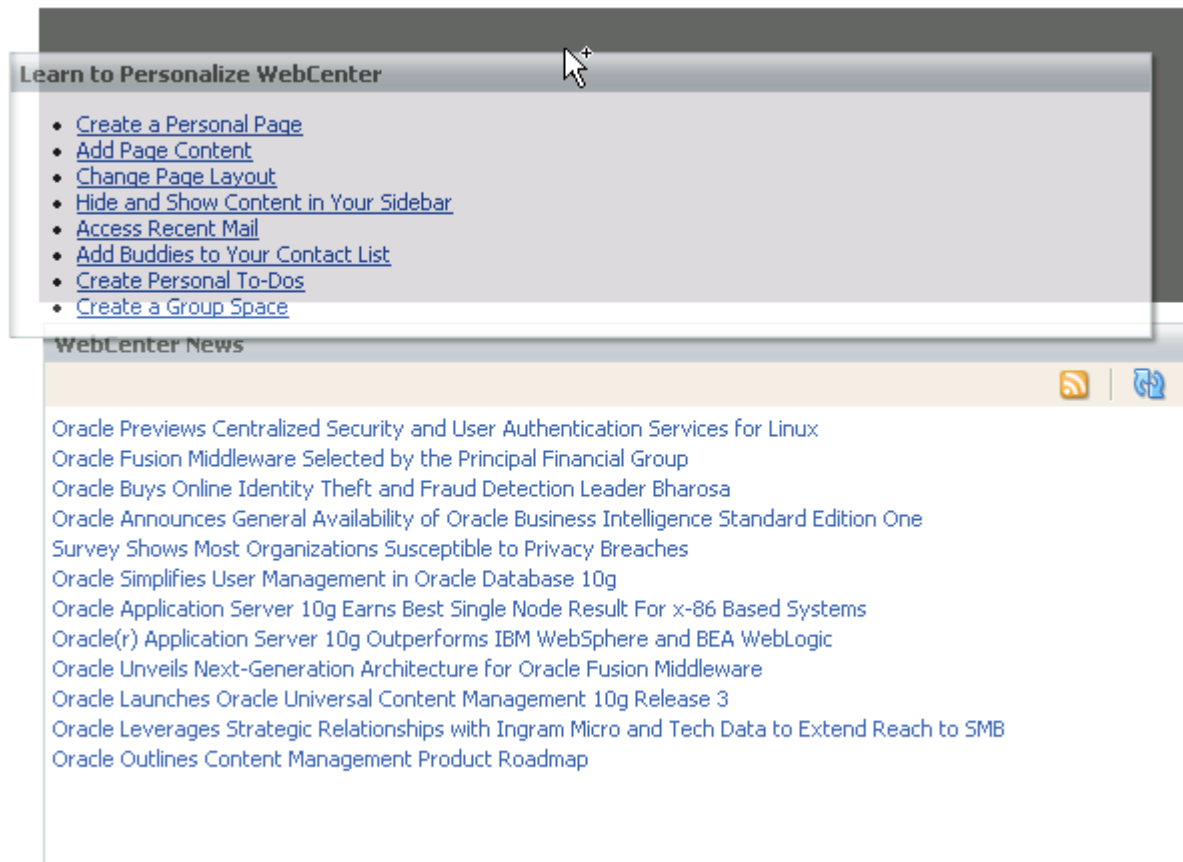 Learn to Personalize WebCenter
Create a Personal Page
Add Page Content
Change Page Layout
Hide and Show Content in Your Sidebar
Access Recent Mail
Add Buddies to Your Contact List
Create Personal To-Dos
Create a Group Space
WebCenter News
Oracle Previews Centralized Security and User Authentication Services for Linux
Oracle Fusion Middleware Selected by the Principal Financial Group
Oracle Buys Online Identity Theft and Fraud Detection Leader Bharosa
Oracle Announces General Availability of Oracle Business Intelligence Standard Edition One
Survey Shows Most Organizations Susceptible to Privacy Breaches
Oracle Simplifies User Management in Oracle Database 10g
Oracle Application Server 10g Earns Best Single Node Result For x-86 Based Systems
Oracle(r) Application Server 10g Outperforms IBM WebSphere and BEA WebLogic
Oracle Unveils Next-Generation Architecture for Oracle Fusion Middleware
Oracle Launches Oracle Universal Content Management 10g Release 3
Oracle Leverages Strategic Relationships with Ingram Micro and Tech Data to Extend Reach to SMB
Oracle Outlines Content Management Product Roadmap